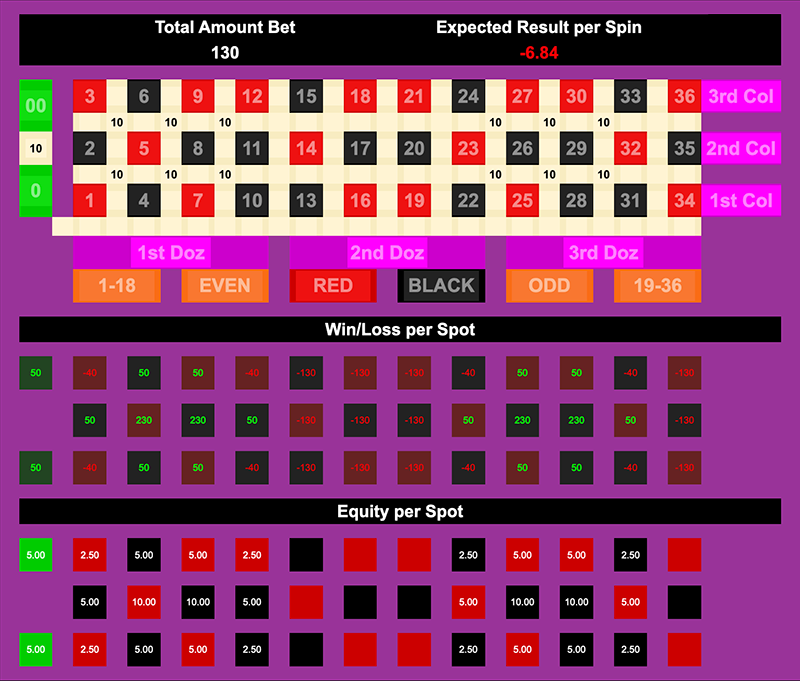 Total Amount Bet Expected Result per Spin
130 -6.84
00 3 6 9 12 15 18 21 24 27 30 33 36 3rd Col
10 10 10 10 10 10
10 2 5 8 11 14 17 20 23 26 29 32 35 2nd Col
10 10 10 10 10 10
0 1 4 7 10 13 16 19 22 25 28 31 34 1st Col
1st Doz 2nd Doz 3rd Doz
1-18 EVEN RED BLACK ODD 19-36
Win/Loss per Spot
50 -40 50 50 -40 -130 -130 -130 -40 50 50 -40 -130
50 230 230 50 -130 -130 -130 50 230 230 50 -130
50 -40 50 50 -40 -130 -130 -130 -40 50 50 -40 -130
Equity per Spot
5.00 2.50 5.00 5.00 2.50 2.50 5.00 5.00 2.50
5.00 10.00 10.00 5.00 5.00 10.00 10.00 5.00
5.00 2.50 5.00 5.00 2.50 2.50 5.00 5.00 2.50